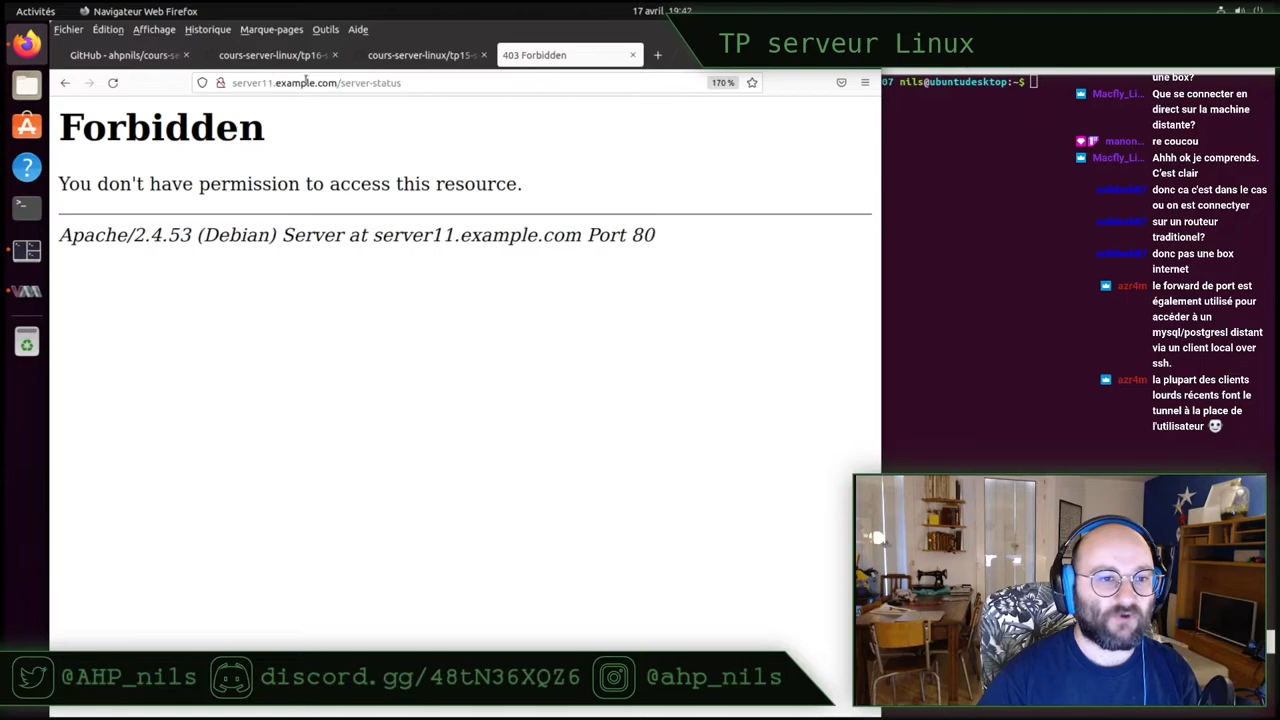 Activités
Navigateur Web Firefox
17 avril, 19:42
Fichier Édition Affichage Historique Marque-pages Outils Aide
GitHub - ahpnils/cours-se
cours-server-linux/tp16-
cours-server-linux/tp15-s
403 Forbidden
server11.example.com/server-status
170 %
Forbidden
You don't have permission to access this resource.
Apache/2.4.53 (Debian) Server at server11.example.com Port 80
TP serveur Linux
07 nils@ubuntudesktop:~$
une box?
Macfly_Li… Que se connecter en
direct sur la machine
distante?
manon… re coucou
Macfly_Li… Ahhh ok je comprends.
C'est clair
donc ca c'est dans le cas
ou on est connectyer
sur un routeur
traditionel?
donc pas une box
internet
azr4m le forward de port est
également utilisé pour
accéder à un
mysql/postgresl distant
via un client local over
ssh.
azr4m la plupart des clients
lourds récents font le
tunnel à la place de
l'utilisateur
@AHP_nils
discord.gg/48tN36XQZ6
@ahp_nils